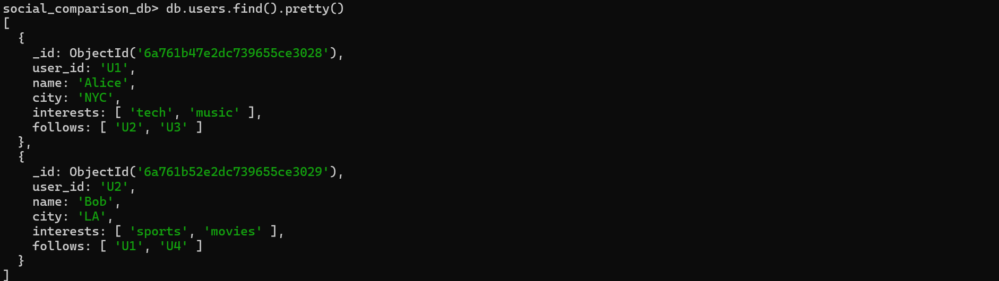 social_comparison_db> db.users.find().pretty()
[
  {
    _id: ObjectId('6a761b47e2dc739655ce3028'),
    user_id: 'U1',
    name: 'Alice',
    city: 'NYC',
    interests: [ 'tech', 'music' ],
    follows: [ 'U2', 'U3' ]
  },
  {
    _id: ObjectId('6a761b52e2dc739655ce3029'),
    user_id: 'U2',
    name: 'Bob',
    city: 'LA',
    interests: [ 'sports', 'movies' ],
    follows: [ 'U1', 'U4' ]
  }
]